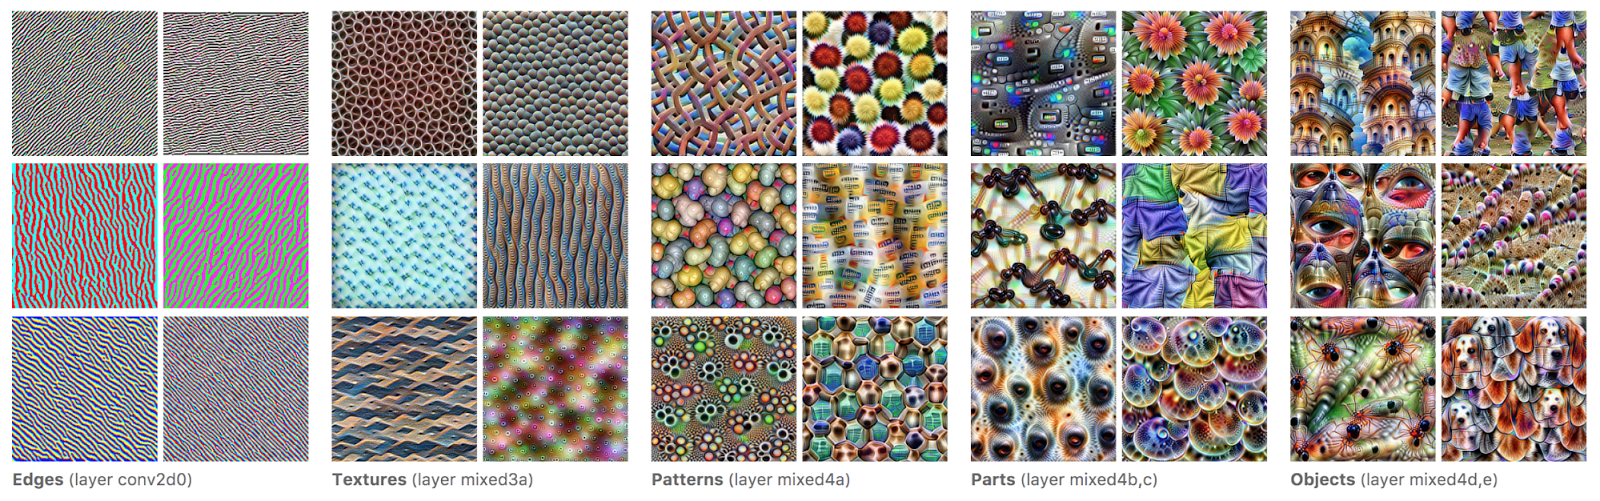 Edges (layer conv2d0)
Textures (layer mixed3a)
Patterns (layer mixed4a)
Parts (layer mixed4b,c)
Objects (layer mixed4d,e)